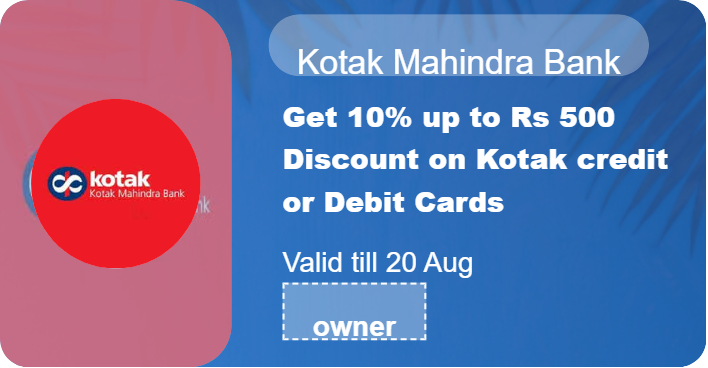 Kotak Mahindra Bank
Get 10% up to Rs 500
Discount on Kotak credit
or Debit Cards
Valid till 20 Aug
owner
kotak
Kotak Mahindra Bank
nk